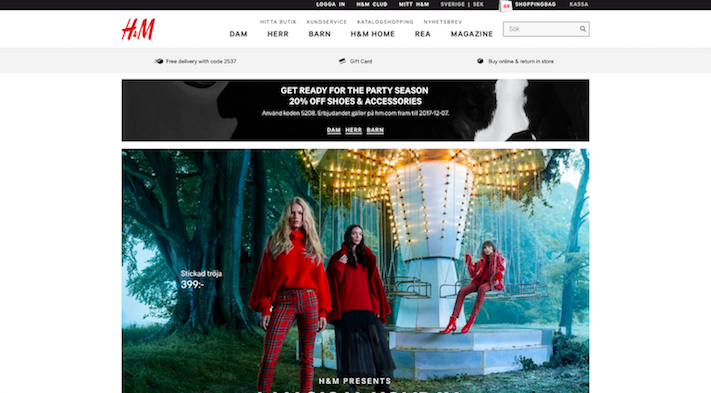 LOGGA IN H&M CLUB MITT H&M SVERIGE | SEK SHOPPINGBAG KASSA
H&M
HITTA BUTIK KUNDSERVICE KATALOGSHOPPING NYHETSBREV
DAM HERR BARN H&M HOME REA MAGAZINE
Sök
Free delivery with code 2537 Gift Card Buy online & return in store
GET READY FOR THE PARTY SEASON
20% OFF SHOES & ACCESSORIES
Använd koden 5208. Erbjudandet gäller på hm.com fram till 2017-12-07.
DAM HERR BARN
Stickad tröja
399:-
H&M PRESENTS